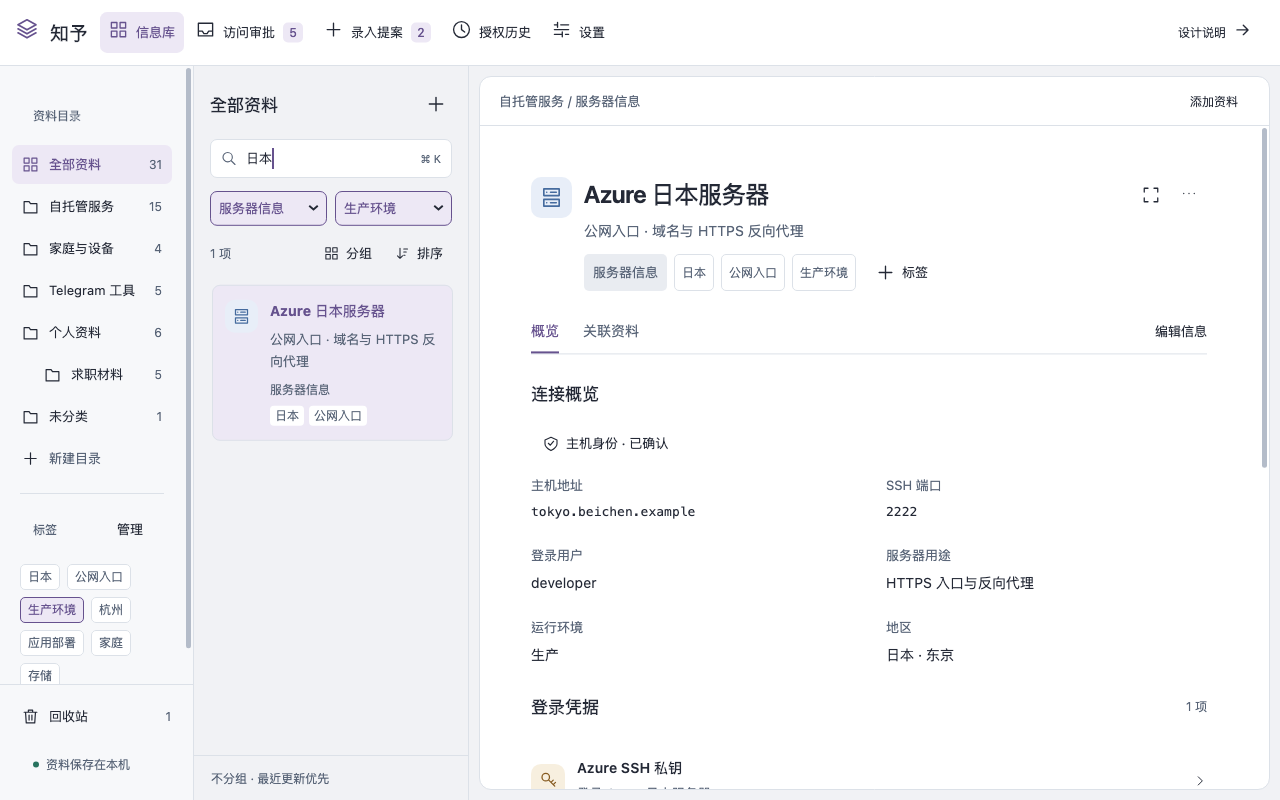 知予
信息库
访问审批 5
录入提案 2
授权历史
设置
设计说明
资料目录
全部资料 31
自托管服务 15
家庭与设备 4
Telegram 工具 5
个人资料 6
求职材料 5
未分类 1
新建目录
标签 管理
日本 公网入口
生产环境 杭州
应用部署 家庭
存储
回收站 1
资料保存在本机
全部资料
日本 ⌘ K
服务器信息 生产环境
1 项 分组 排序
Azure 日本服务器
公网入口 · 域名与 HTTPS 反
向代理
服务器信息
日本 公网入口
不分组 · 最近更新优先
自托管服务 / 服务器信息 添加资料
Azure 日本服务器
公网入口 · 域名与 HTTPS 反向代理
服务器信息 日本 公网入口 生产环境 标签
概览 关联资料 编辑信息
连接概览
主机身份 · 已确认
主机地址 SSH 端口
tokyo.beichen.example 2222
登录用户 服务器用途
developer HTTPS 入口与反向代理
运行环境 地区
生产 日本 · 东京
登录凭据 1 项
Azure SSH 私钥